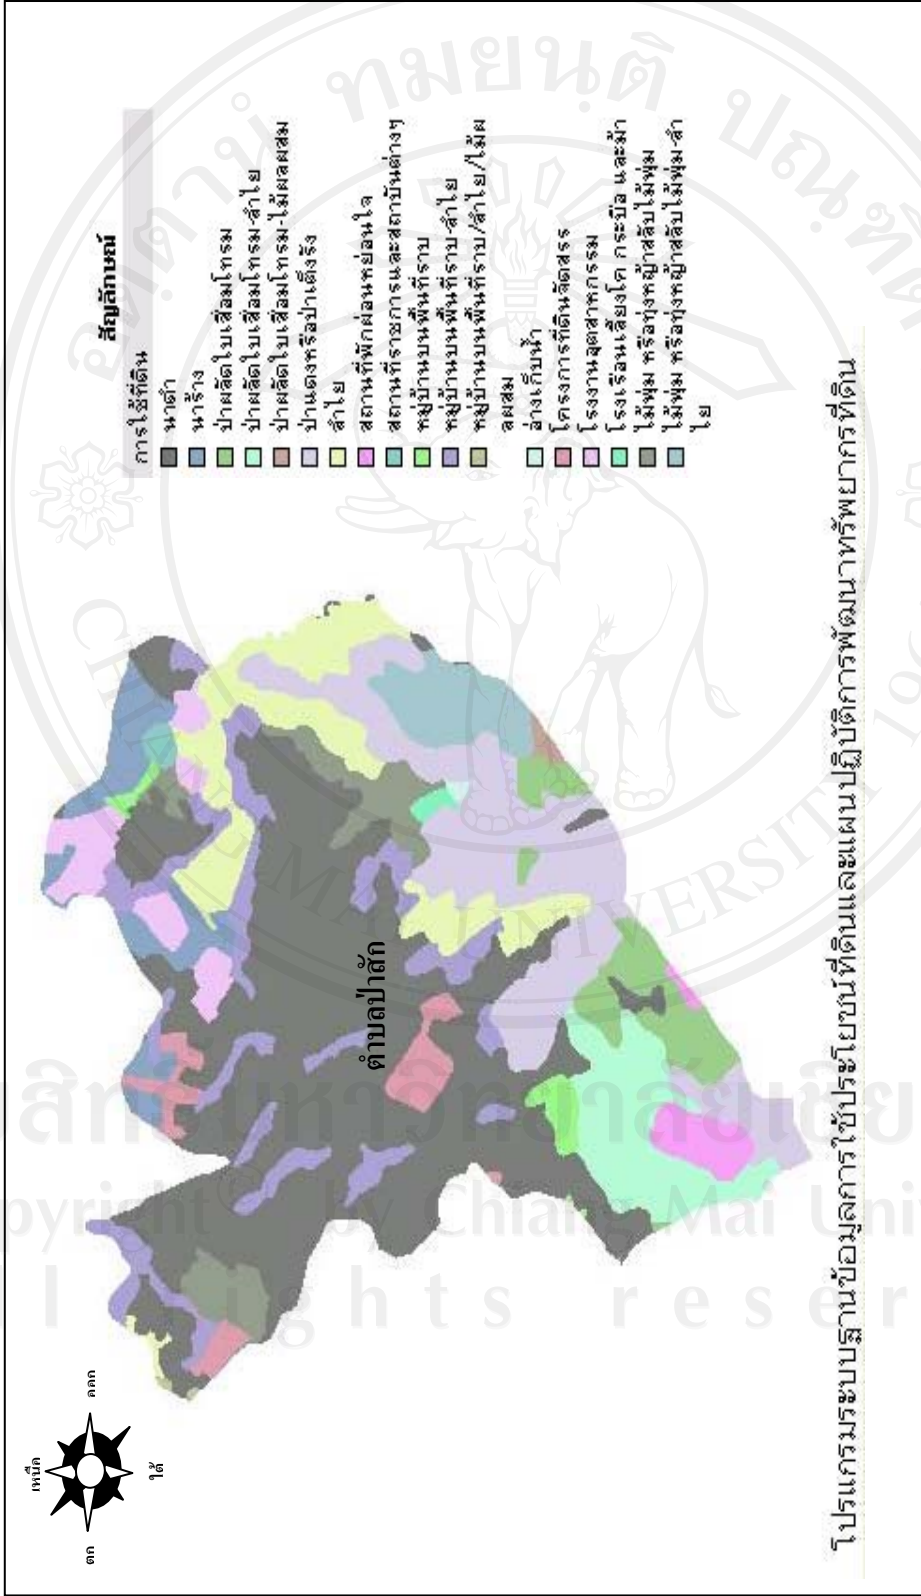 สัญลักษณ์
การใช้ที่ดิน
นาดำ
นาร้าง
ป่าผลัดใบเสื่อมโทรม
ป่าผลัดใบเสื่อมโทรม-ลำไย
ป่าผลัดใบเสื่อมโทรม-ไม้ผลผสม
ป่าแดงหรือป่าเต็งรัง
ลำไย
สถานที่พักผ่อนหย่อนใจ
สถานที่ราชการและสถาบันต่างๆ
หมู่บ้านบนพื้นที่ราบ
หมู่บ้านบนพื้นที่ราบ-ลำไย
หมู่บ้านบนพื้นที่ราบ/ลำไย/ไม้ผ
ลผสม
อ่างเก็บน้ำ
โครงการที่ดินจัดสรร
โรงงานอุตสาหกรรม
โรงเรือนเลี้ยงโค กระบือ และม้า
ไม้พุ่ม หรือทุ่งหญ้าสลับไม้พุ่ม
ไม้พุ่ม หรือทุ่งหญ้าสลับไม้พุ่ม-ลำ
ไย
ตำบลป่าสัก
เหนือ
ตก
ออก
ใต้
โปรแกรมระบบฐานข้อมูลการใช้ประโยชน์ที่ดินและแผนปฏิบัติการพัฒนาทรัพยากรที่ดิน
CHIANG MAI UNIVERSITY 196
by Chiang Mai Uni
rights reser